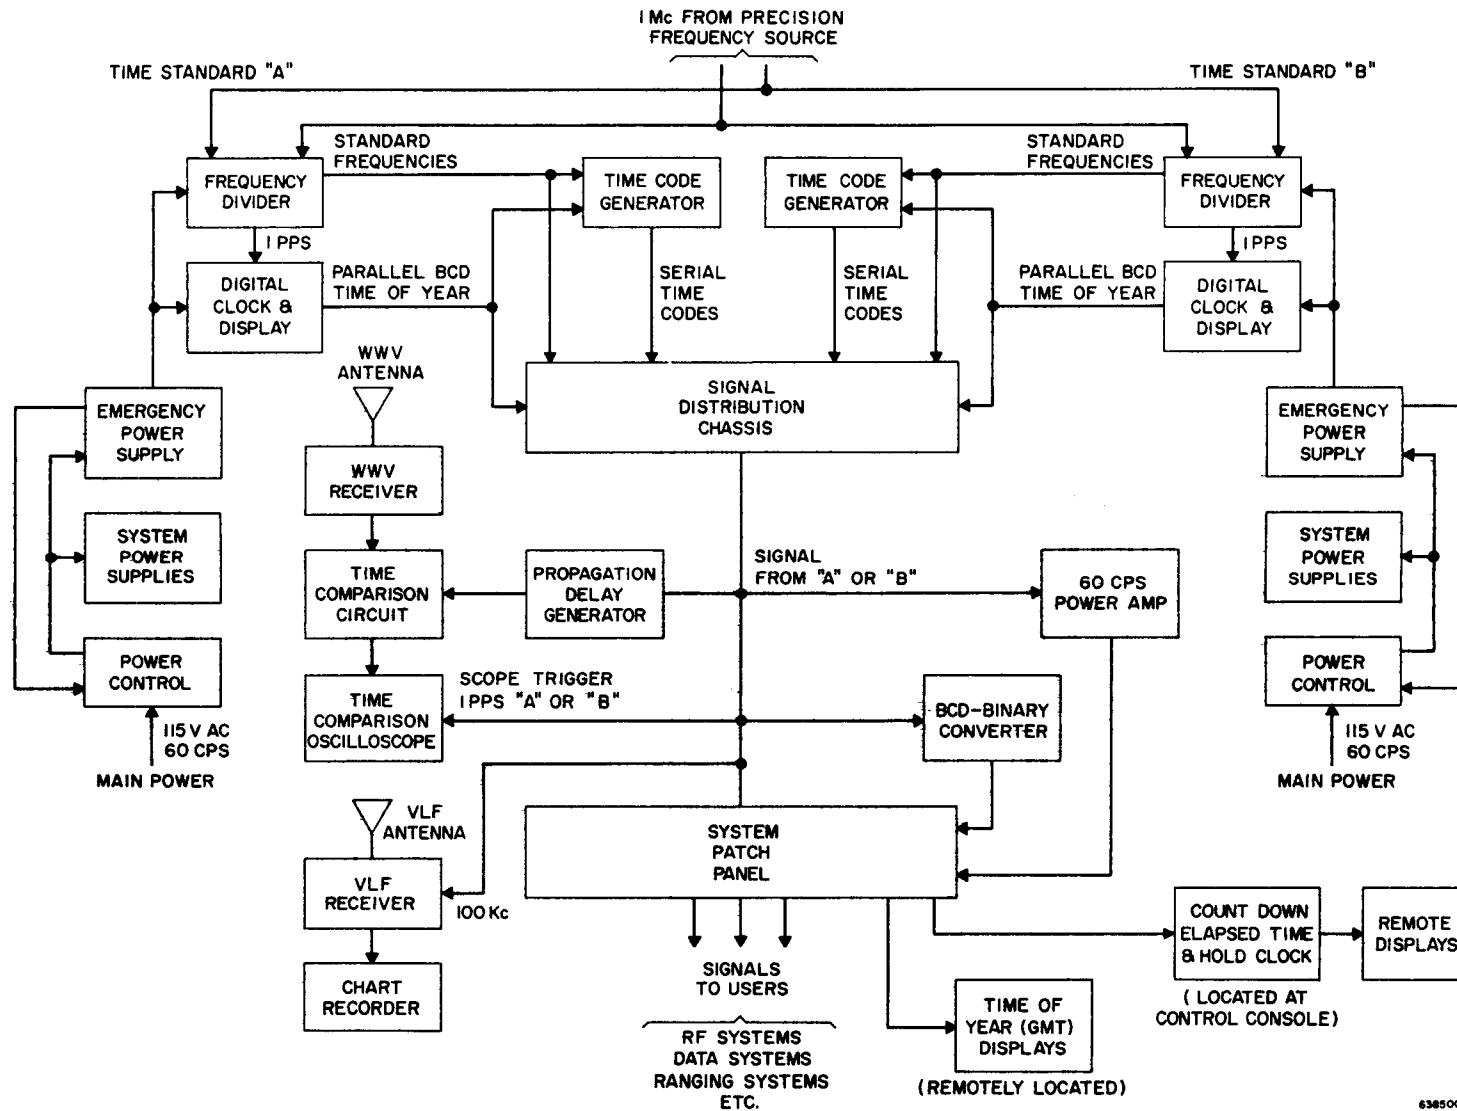 1 Mc FROM PRECISION
FREQUENCY SOURCE
TIME STANDARD "A"
TIME STANDARD "B"
STANDARD
FREQUENCIES
STANDARD
FREQUENCIES
FREQUENCY
DIVIDER
TIME CODE
GENERATOR
TIME CODE
GENERATOR
FREQUENCY
DIVIDER
1 PPS
1 PPS
DIGITAL
CLOCK &
DISPLAY
PARALLEL BCD
TIME OF YEAR
SERIAL
TIME
CODES
SERIAL
TIME
CODES
PARALLEL BCD
TIME OF YEAR
DIGITAL
CLOCK &
DISPLAY
WWV
ANTENNA
SIGNAL
DISTRIBUTION
CHASSIS
EMERGENCY
POWER
SUPPLY
EMERGENCY
POWER
SUPPLY
WWV
RECEIVER
SYSTEM
POWER
SUPPLIES
SYSTEM
POWER
SUPPLIES
TIME
COMPARISON
CIRCUIT
PROPAGATION
DELAY
GENERATOR
SIGNAL
FROM "A" OR "B"
60 CPS
POWER AMP
POWER
CONTROL
POWER
CONTROL
TIME
COMPARISON
OSCILLOSCOPE
SCOPE TRIGGER
1 PPS "A" OR "B"
BCD-BINARY
CONVERTER
115 V AC
60 CPS
MAIN POWER
115 V AC
60 CPS
MAIN POWER
VLF
ANTENNA
SYSTEM
PATCH
PANEL
VLF
RECEIVER
100 Kc
CHART
RECORDER
SIGNALS
TO USERS
RF SYSTEMS
DATA SYSTEMS
RANGING SYSTEMS
ETC.
COUNT DOWN
ELAPSED TIME
& HOLD CLOCK
(LOCATED AT
CONTROL CONSOLE)
REMOTE
DISPLAYS
TIME OF
YEAR (GMT)
DISPLAYS
(REMOTELY LOCATED)